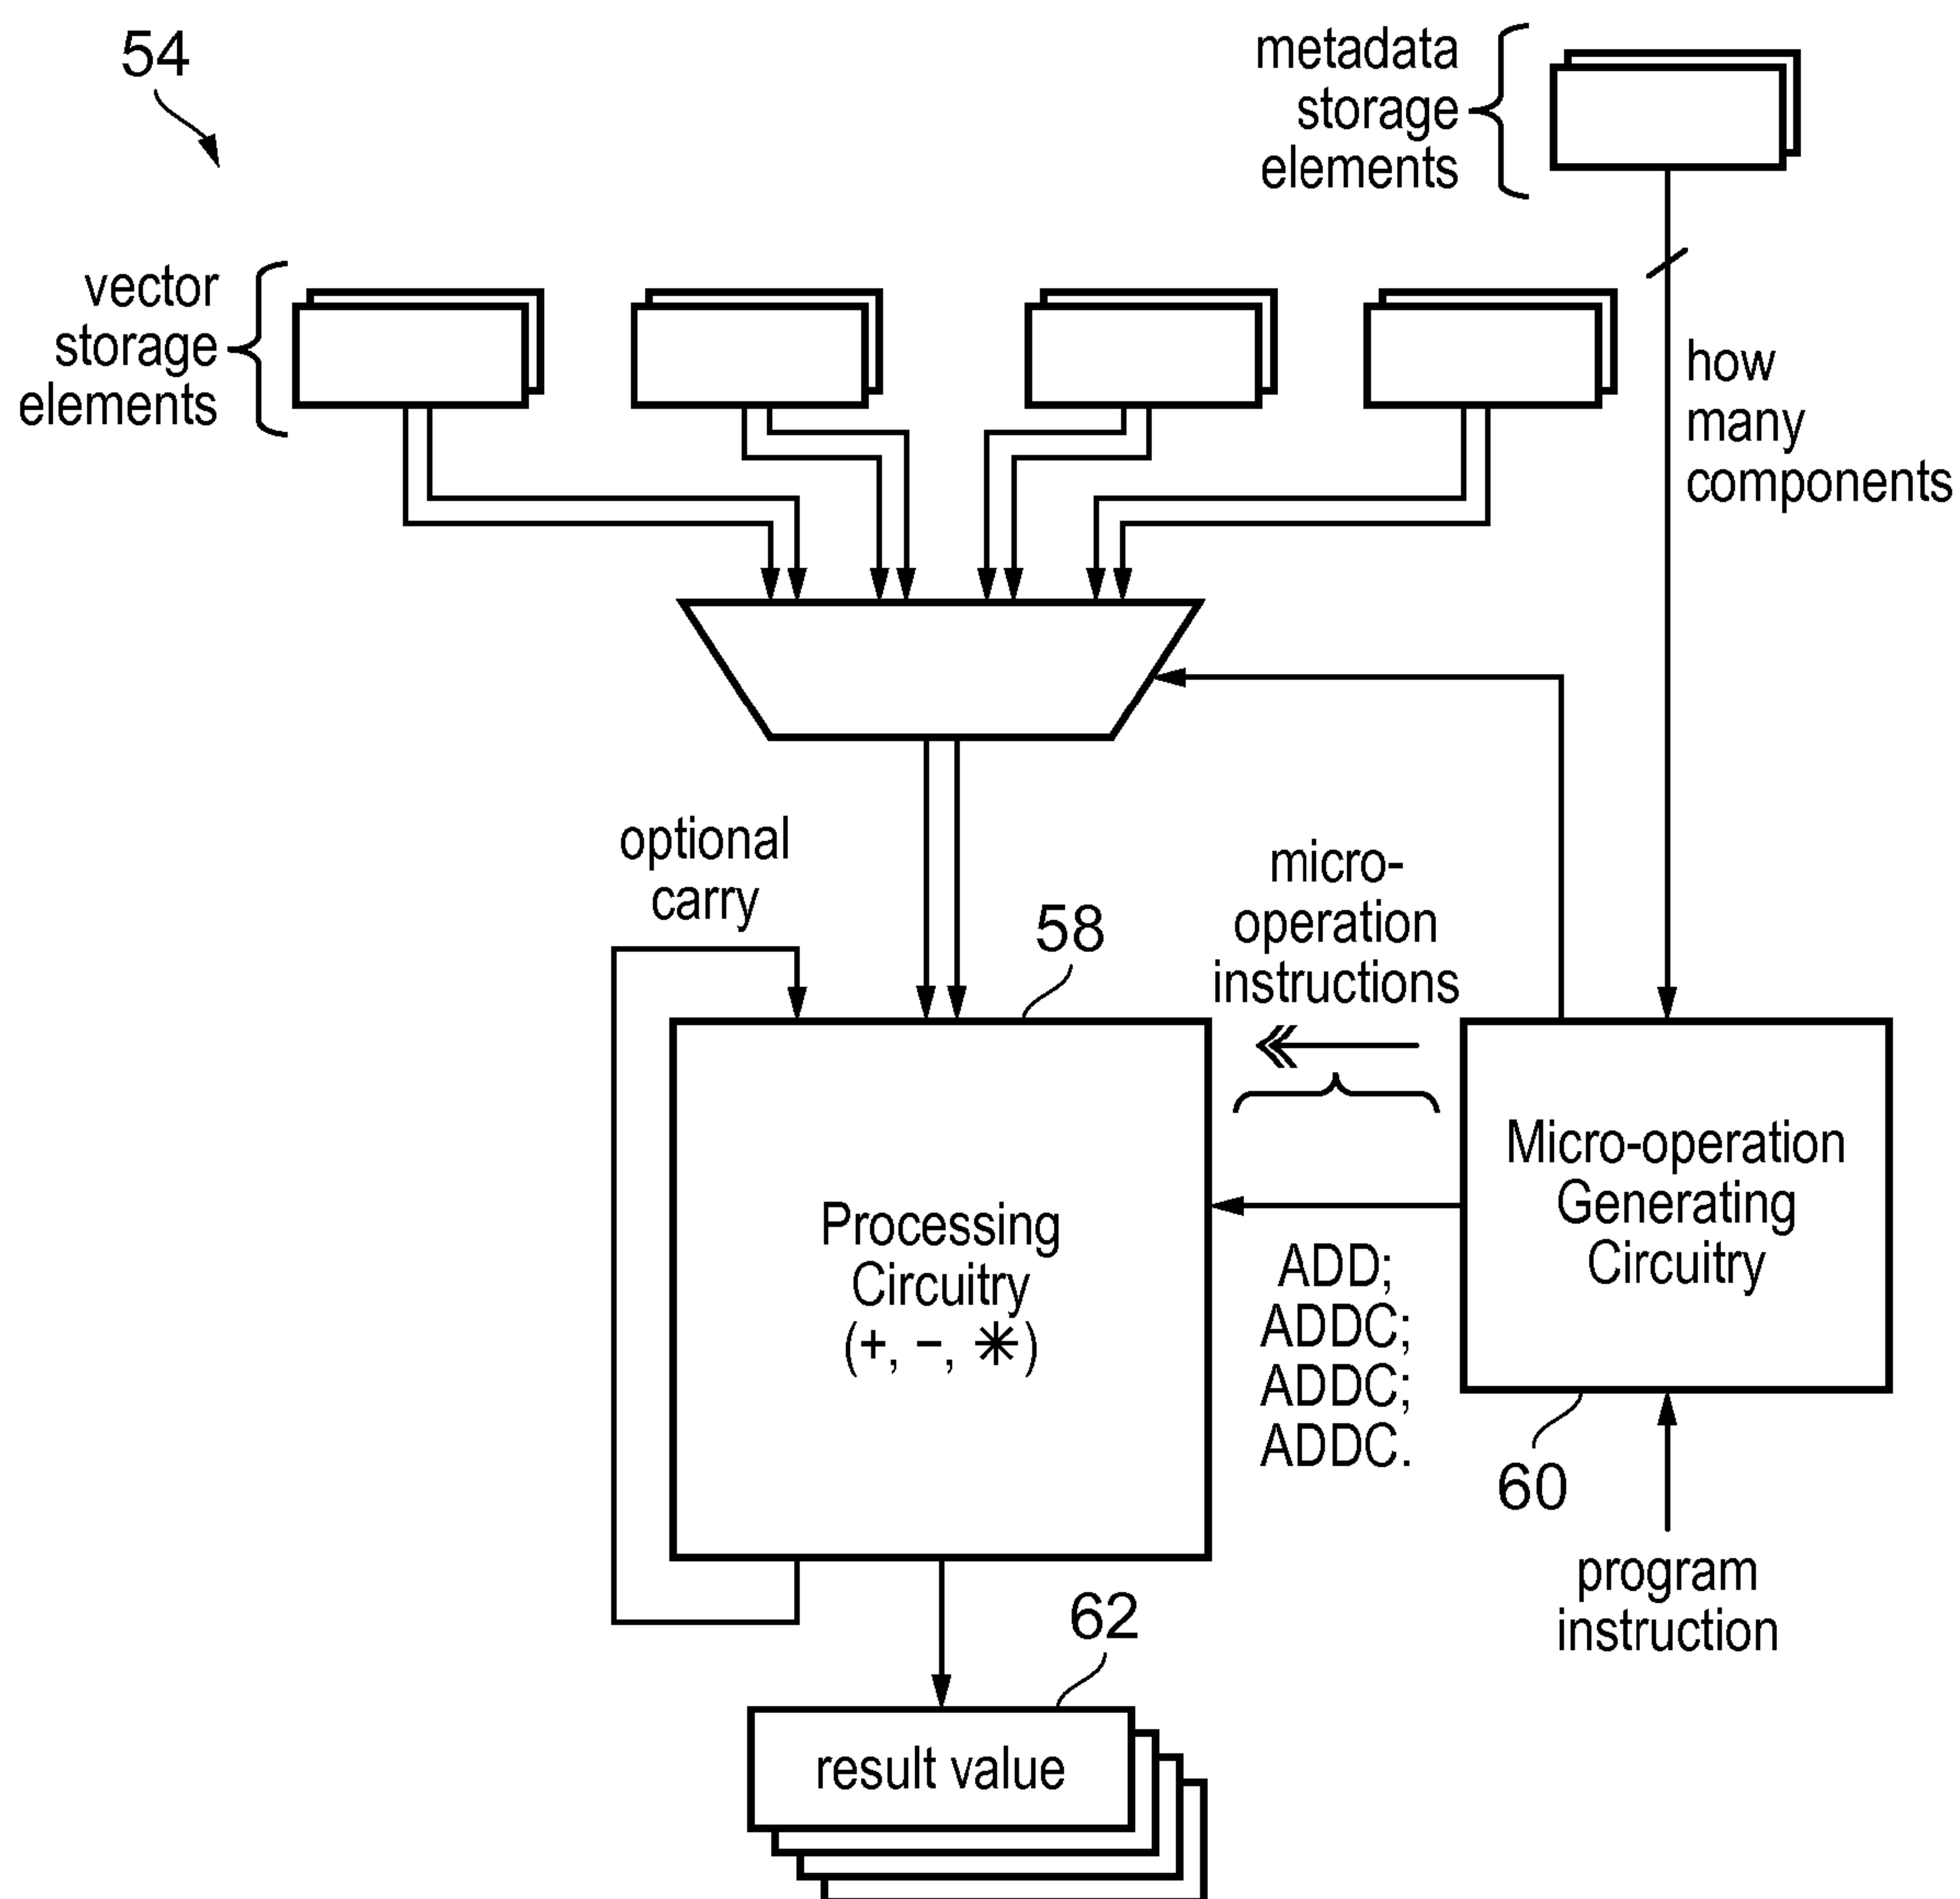 54
metadata
storage
elements
vector
storage
elements
how
many
components
optional
carry
58
micro-
operation
instructions
Micro-operation
Generating
Circuitry
Processing
Circuitry
(+, −, ✳)
ADD;
ADDC;
ADDC;
ADDC.
60
program
instruction
62
result value